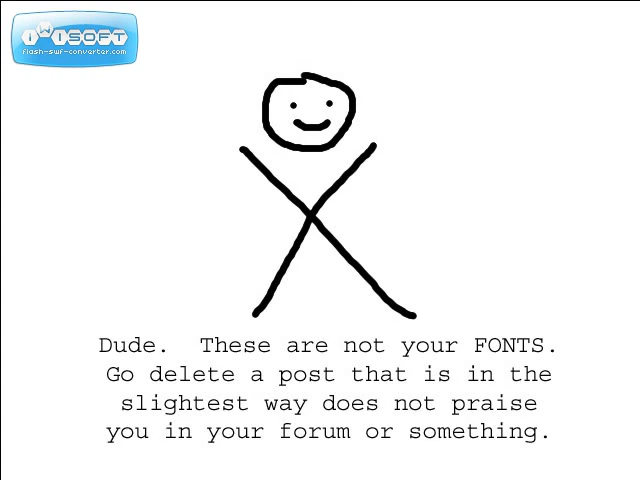 iWiSOFT
flash-swf-converter.com
Dude.  These are not your FONTS.
Go delete a post that is in the
slightest way does not praise
you in your forum or something.